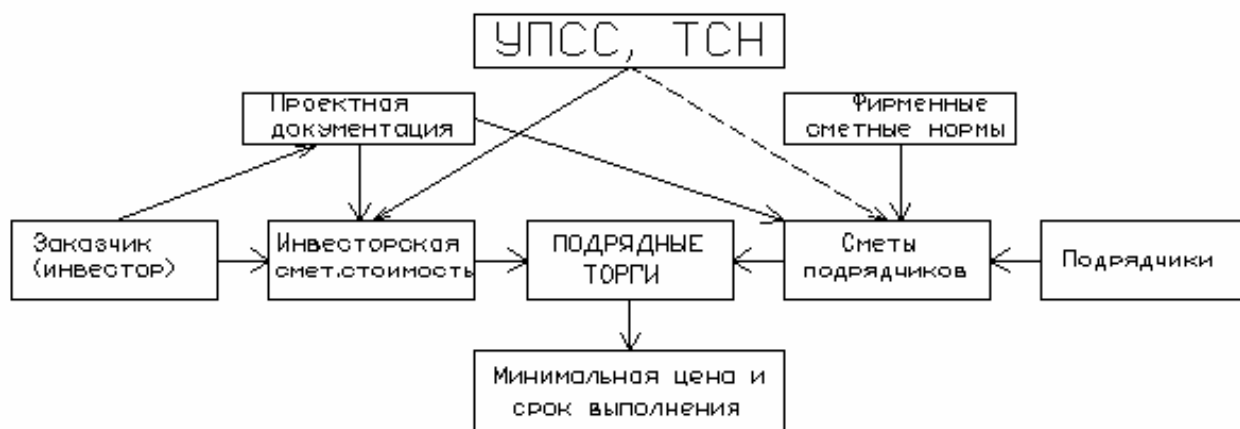 УПСС, ТСН
Проектная
документация
Фирменные
сметные нормы
Заказчик
(инвестор)
Инвесторская
смет.стоимость
ПОДРЯДНЫЕ
ТОРГИ
Сметы
подрядчиков
Подрядчики
Минимальная цена и
срок выполнения